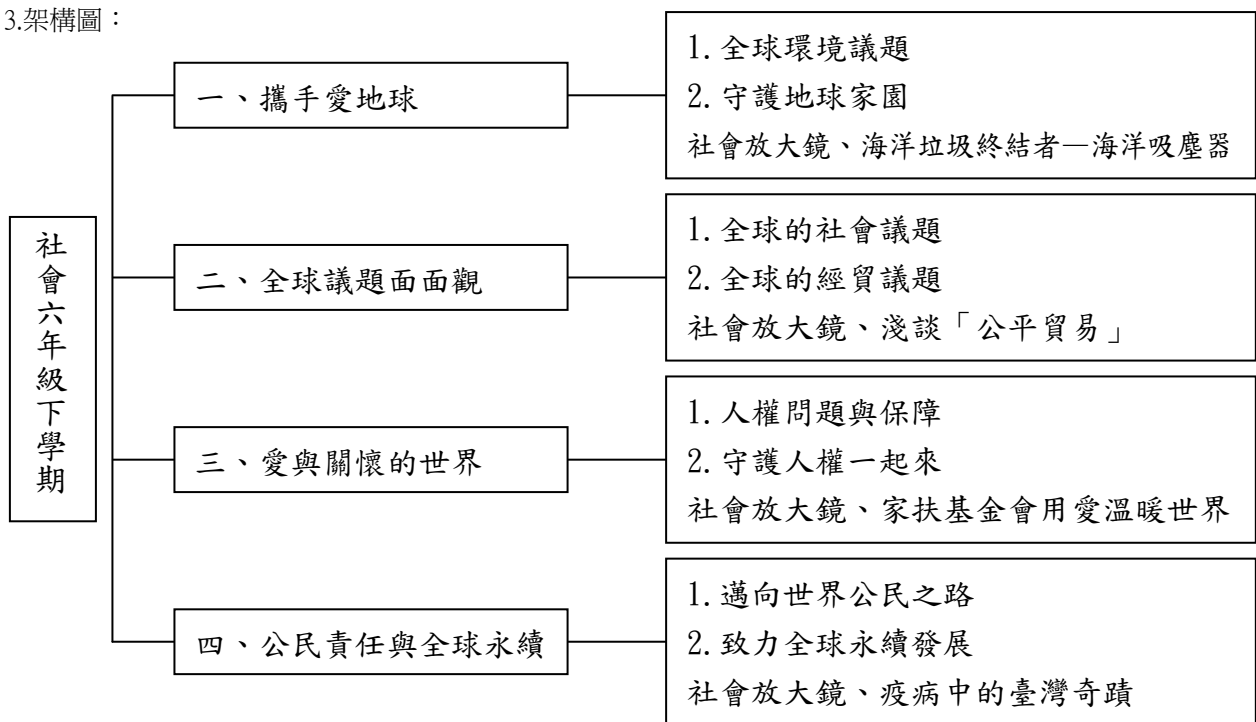 3.架構圖：
社會六年級下學期
一、攜手愛地球
1.全球環境議題
2.守護地球家園
社會放大鏡、海洋垃圾終結者—海洋吸塵器
二、全球議題面面觀
1.全球的社會議題
2.全球的經貿議題
社會放大鏡、淺談「公平貿易」
三、愛與關懷的世界
1.人權問題與保障
2.守護人權一起來
社會放大鏡、家扶基金會用愛溫暖世界
四、公民責任與全球永續
1.邁向世界公民之路
2.致力全球永續發展
社會放大鏡、疫病中的臺灣奇蹟